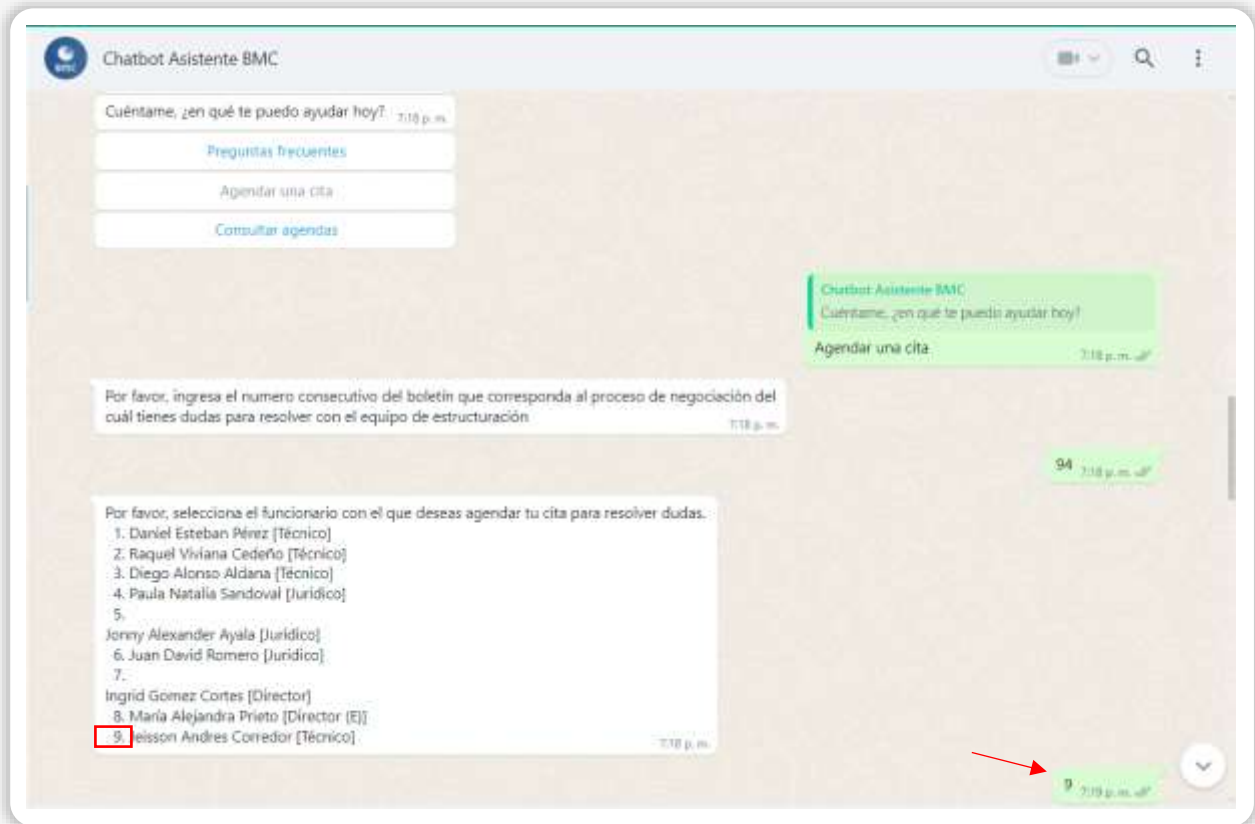 BMC
Chatbot Asistente BMC
Cuéntame, ¿en qué te puedo ayudar hoy? 7:18 p. m.
Preguntas frecuentes
Agendar una cita
Consultar agendas
Chatbot Asistente BMC
Cuéntame, ¿en qué te puedo ayudar hoy?
Agendar una cita 7:18 p. m.
Por favor, ingresa el numero consecutivo del boletín que corresponda al proceso de negociación del
cuál tienes dudas para resolver con el equipo de estructuración 7:18 p. m.
94 7:18 p. m.
Por favor, selecciona el funcionario con el que deseas agendar tu cita para resolver dudas.
1. Daniel Esteban Pérez [Técnico]
2. Raquel Viviana Cedeño [Técnico]
3. Diego Alonso Aldana [Técnico]
4. Paula Natalia Sandoval [Jurídico]
5.
Jonny Alexander Ayala [Jurídico]
6. Juan David Romero [Jurídico]
7.
Ingrid Gomez Cortes [Director]
8. María Alejandra Prieto [Director (E)]
9. Jeisson Andres Corredor [Técnico] 7:18 p. m.
9 7:19 p. m.